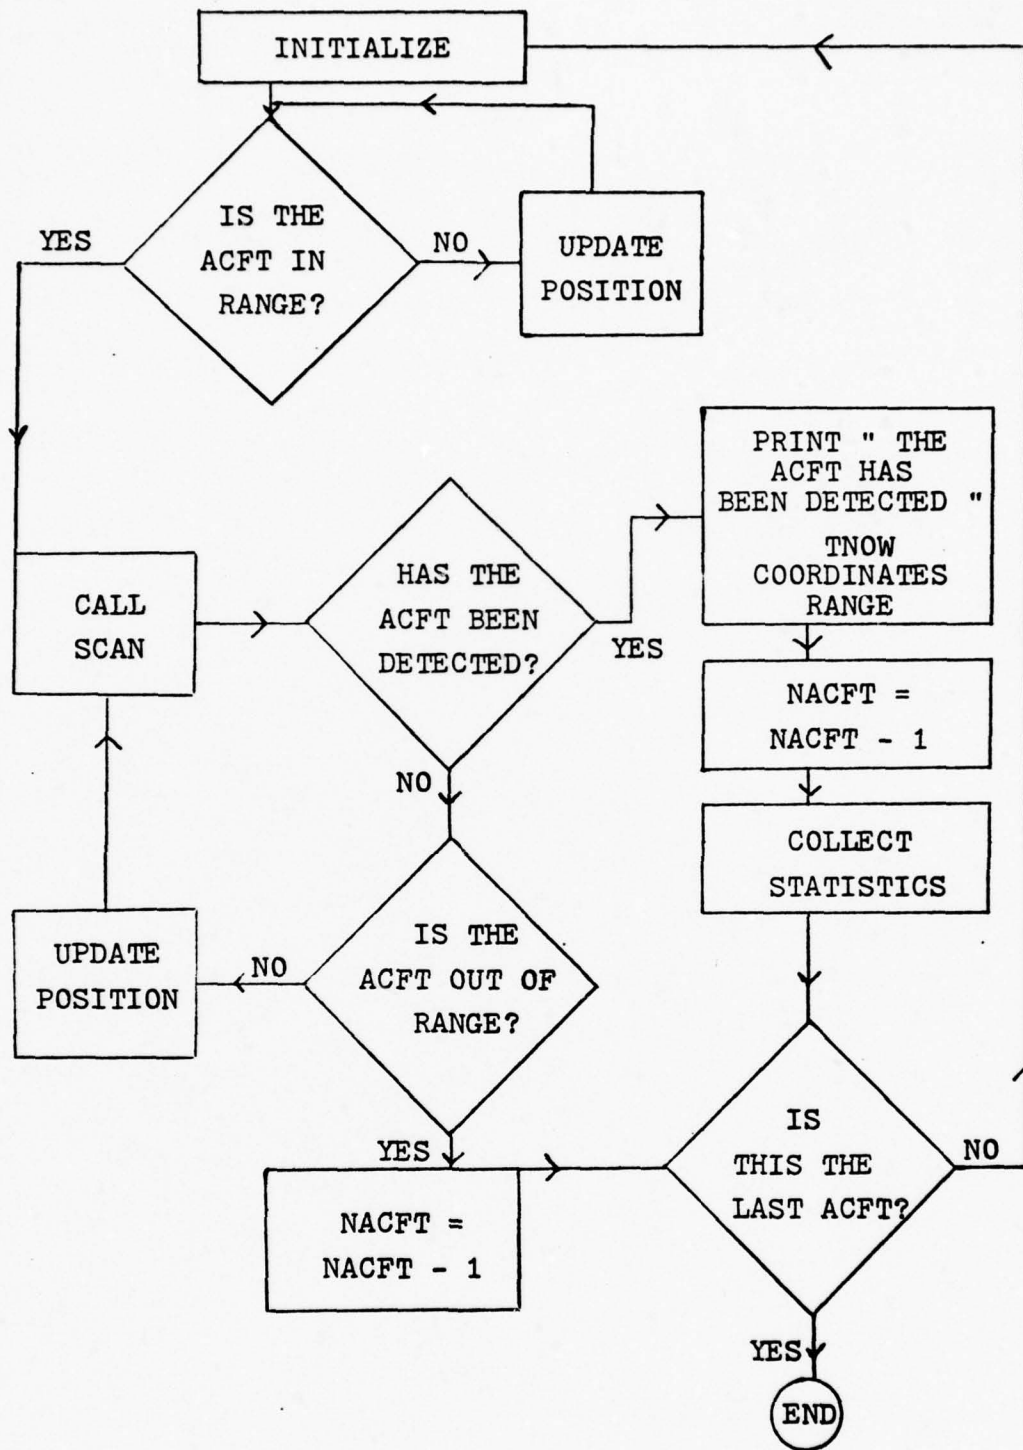 INITIALIZE
IS THE
ACFT IN
RANGE?
YES
NO
UPDATE
POSITION
PRINT " THE
ACFT HAS
BEEN DETECTED "
TNOW
COORDINATES
RANGE
CALL
SCAN
HAS THE
ACFT BEEN
DETECTED?
YES
NO
NACFT =
NACFT - 1
COLLECT
STATISTICS
UPDATE
POSITION
NO
IS THE
ACFT OUT OF
RANGE?
YES
NACFT =
NACFT - 1
IS
THIS THE
LAST ACFT?
NO
YES
END